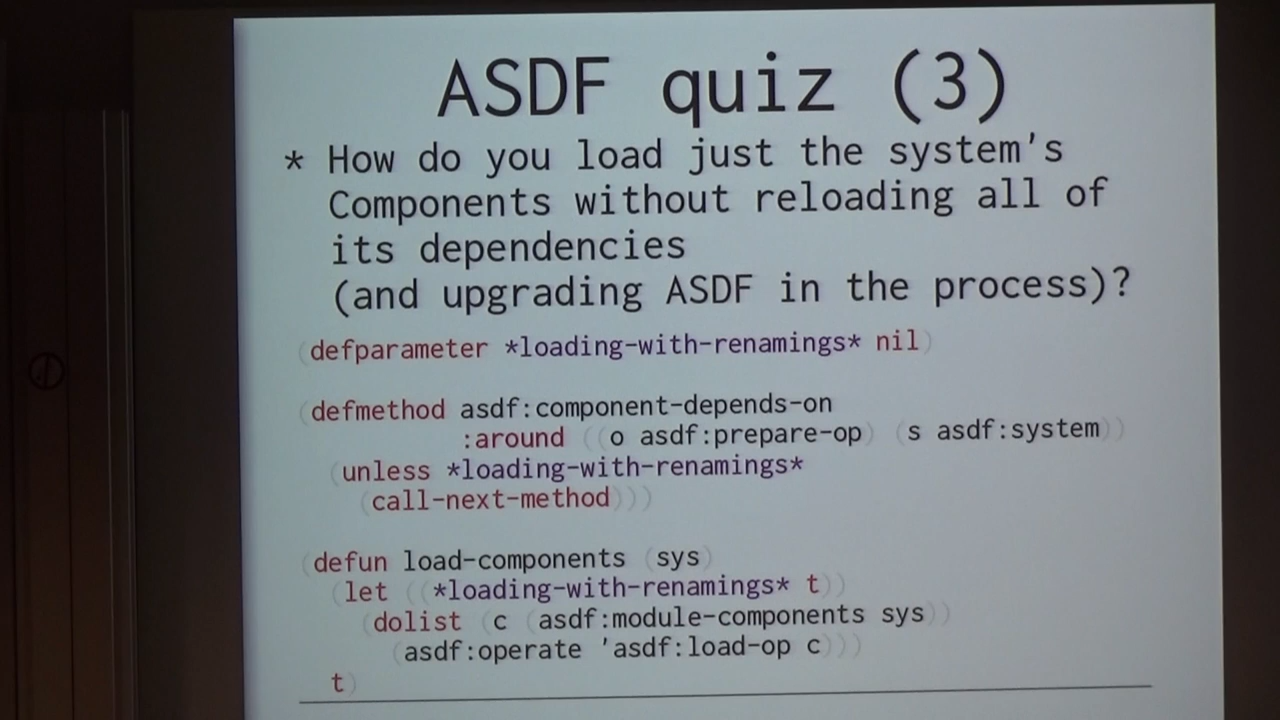 ASDF quiz (3)
* How do you load just the system's
Components without reloading all of
its dependencies
(and upgrading ASDF in the process)?
(defparameter *loading-with-renamings* nil)
(defmethod asdf:component-depends-on
:around ((o asdf:prepare-op) (s asdf:system))
(unless *loading-with-renamings*
(call-next-method)))
(defun load-components (sys)
(let ((*loading-with-renamings* t))
(dolist (c (asdf:module-components sys))
(asdf:operate 'asdf:load-op c)))
t)